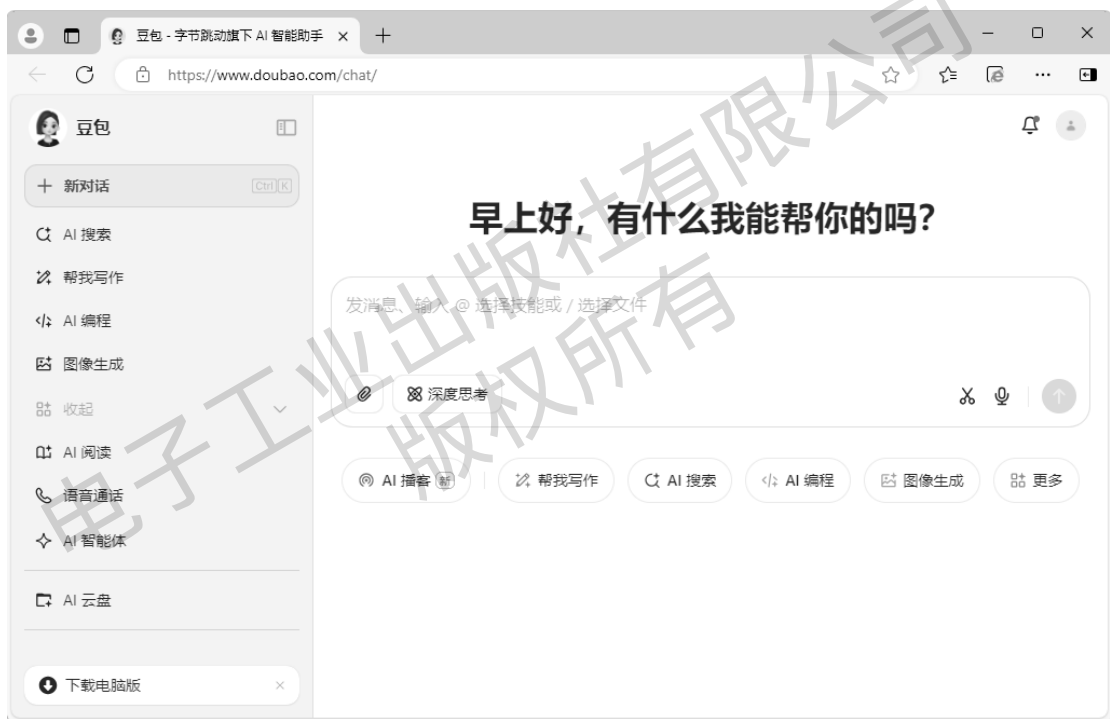 豆包 - 字节跳动旗下 AI 智能助手
https://www.doubao.com/chat/
豆包
新对话 Ctrl K
AI 搜索
帮我写作
AI 编程
图像生成
收起
AI 阅读
语音通话
AI 智能体
AI 云盘
下载电脑版
早上好，有什么我能帮你的吗？
发消息、输入 @ 选择技能或 / 选择文件
深度思考
AI 播客 新
帮我写作
AI 搜索
AI 编程
图像生成
更多
电子工业出版社有限公司
版权所有